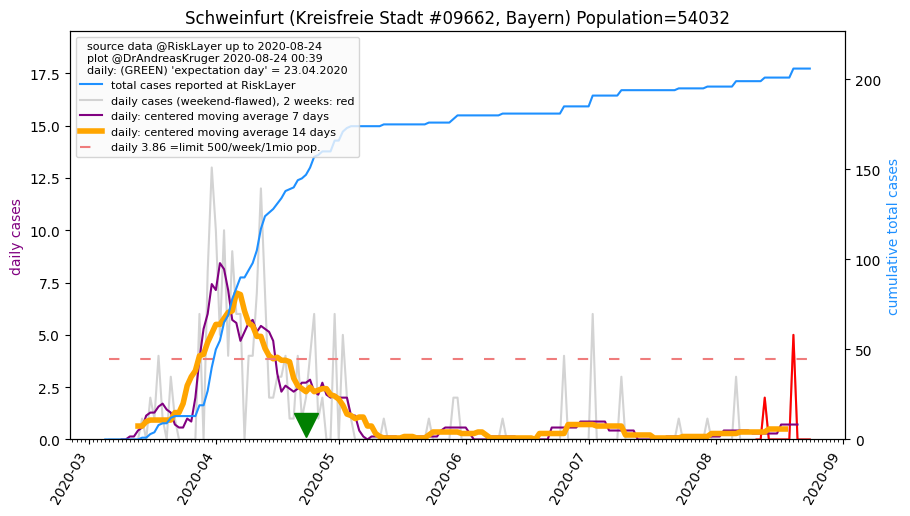 Schweinfurt (Kreisfreie Stadt #09662, Bayern) Population=54032
source data @RiskLayer up to 2020-08-24
plot @DrAndreasKruger 2020-08-24 00:39
daily: (GREEN) 'expectation day' = 23.04.2020
total cases reported at RiskLayer
daily cases (weekend-flawed), 2 weeks: red
daily: centered moving average 7 days
daily: centered moving average 14 days
daily 3.86 =limit 500/week/1mio pop.
daily cases
17.5
15.0
12.5
10.0
7.5
5.0
2.5
0.0
200
150
100
50
0
cumulative total cases
2020-03
2020-04
2020-05
2020-06
2020-07
2020-08
2020-09